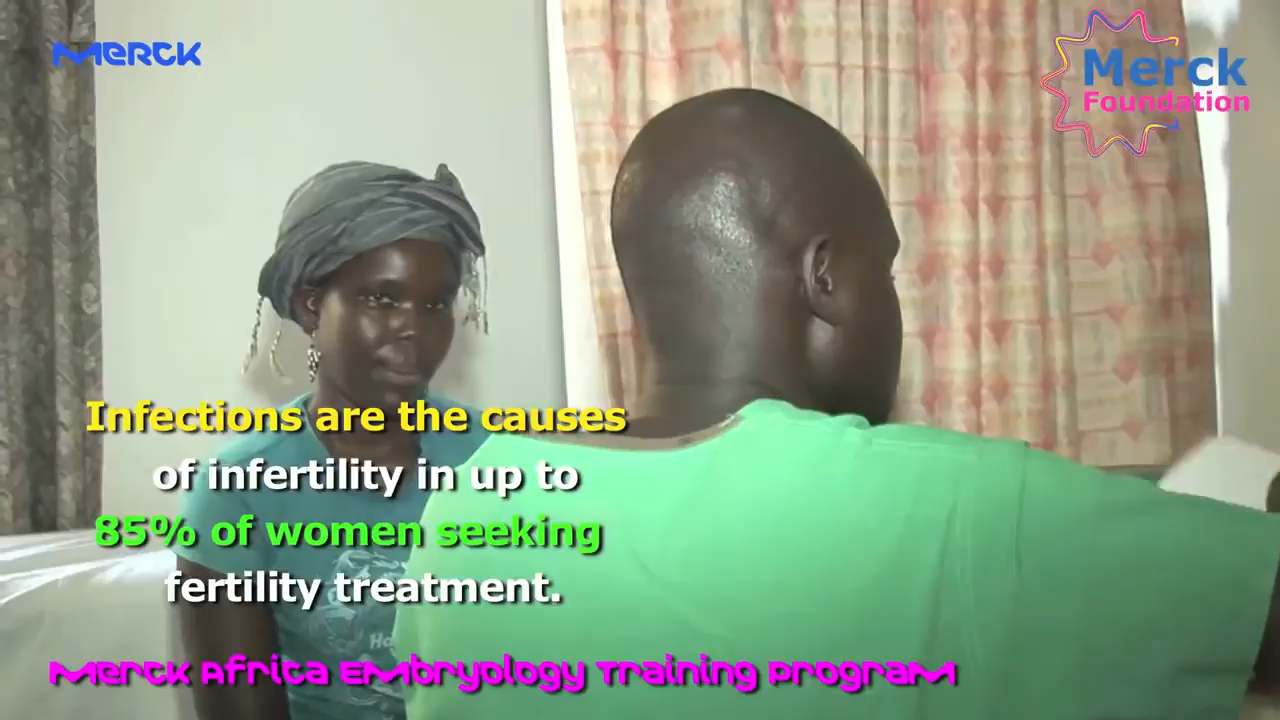 Merck
Merck
Foundation
Infections are the causes
of infertility in up to
85% of women seeking
fertility treatment.
Ha
Merck Africa Embryology Training Program